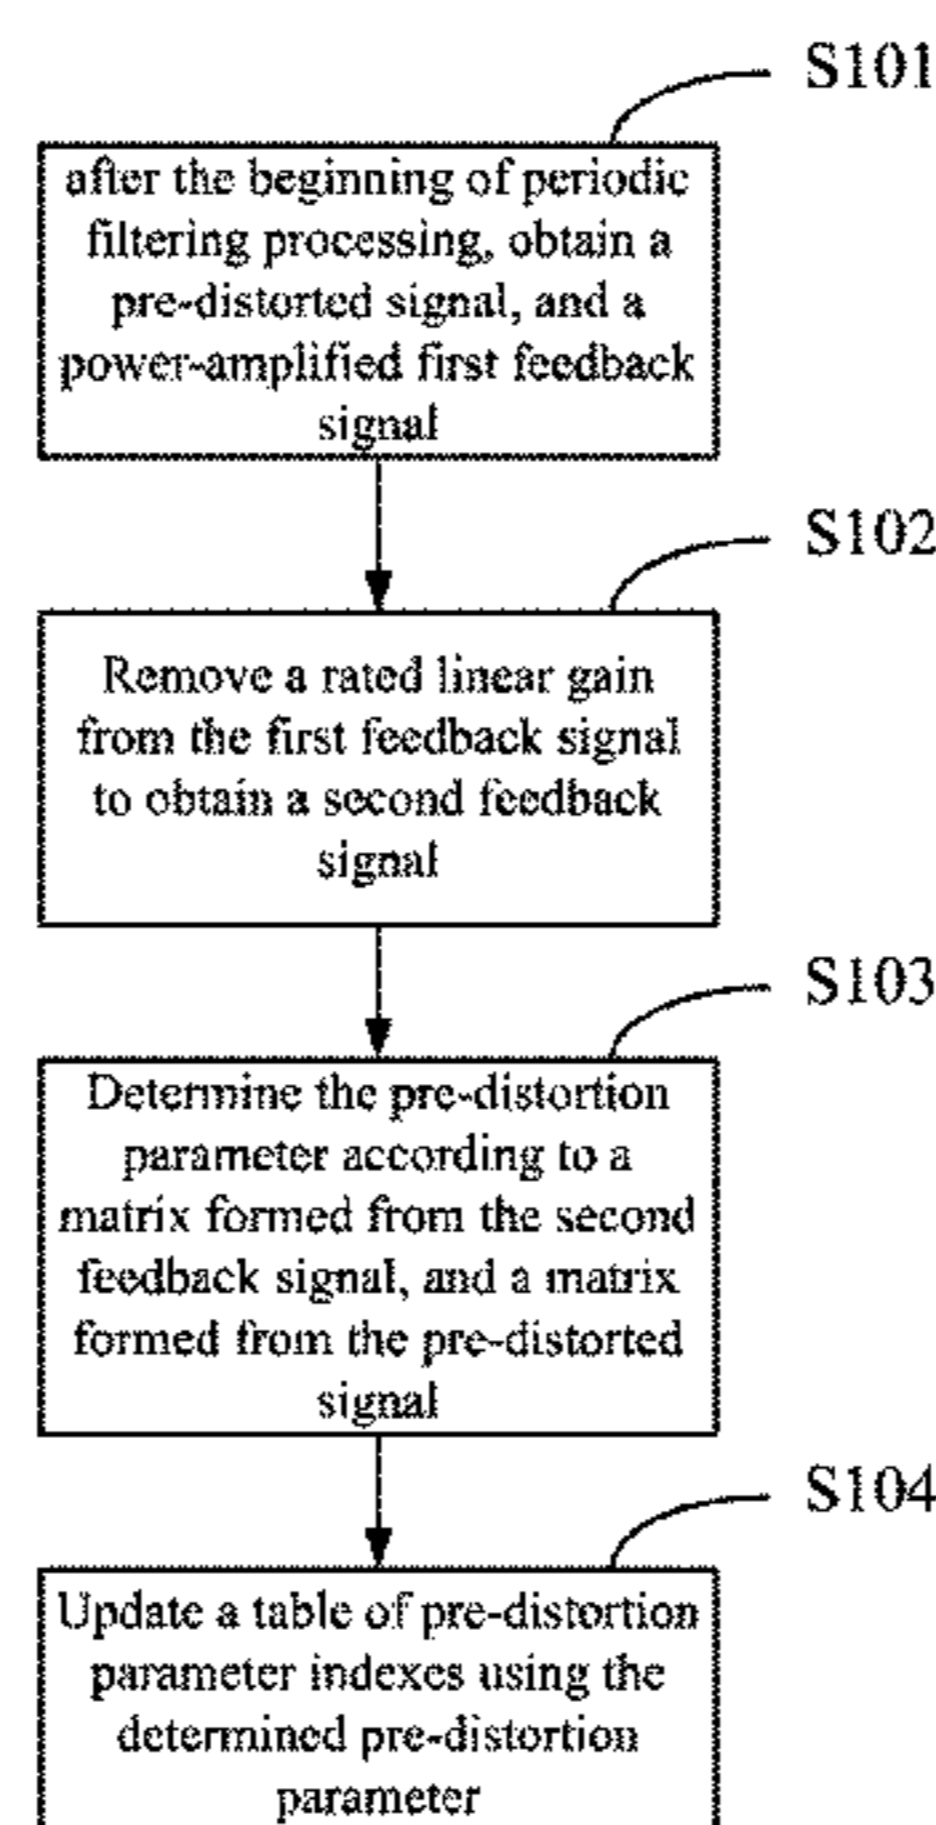 S101
after the beginning of periodic
filtering processing, obtain a
pre-distorted signal, and a
power-amplified first feedback
signal
S102
Remove a rated linear gain
from the first feedback signal
to obtain a second feedback
signal
S103
Determine the pre-distortion
parameter according to a
matrix formed from the second
feedback signal, and a matrix
formed from the pre-distorted
signal
S104
Update a table of pre-distortion
parameter indexes using the
determined pre-distortion
parameter